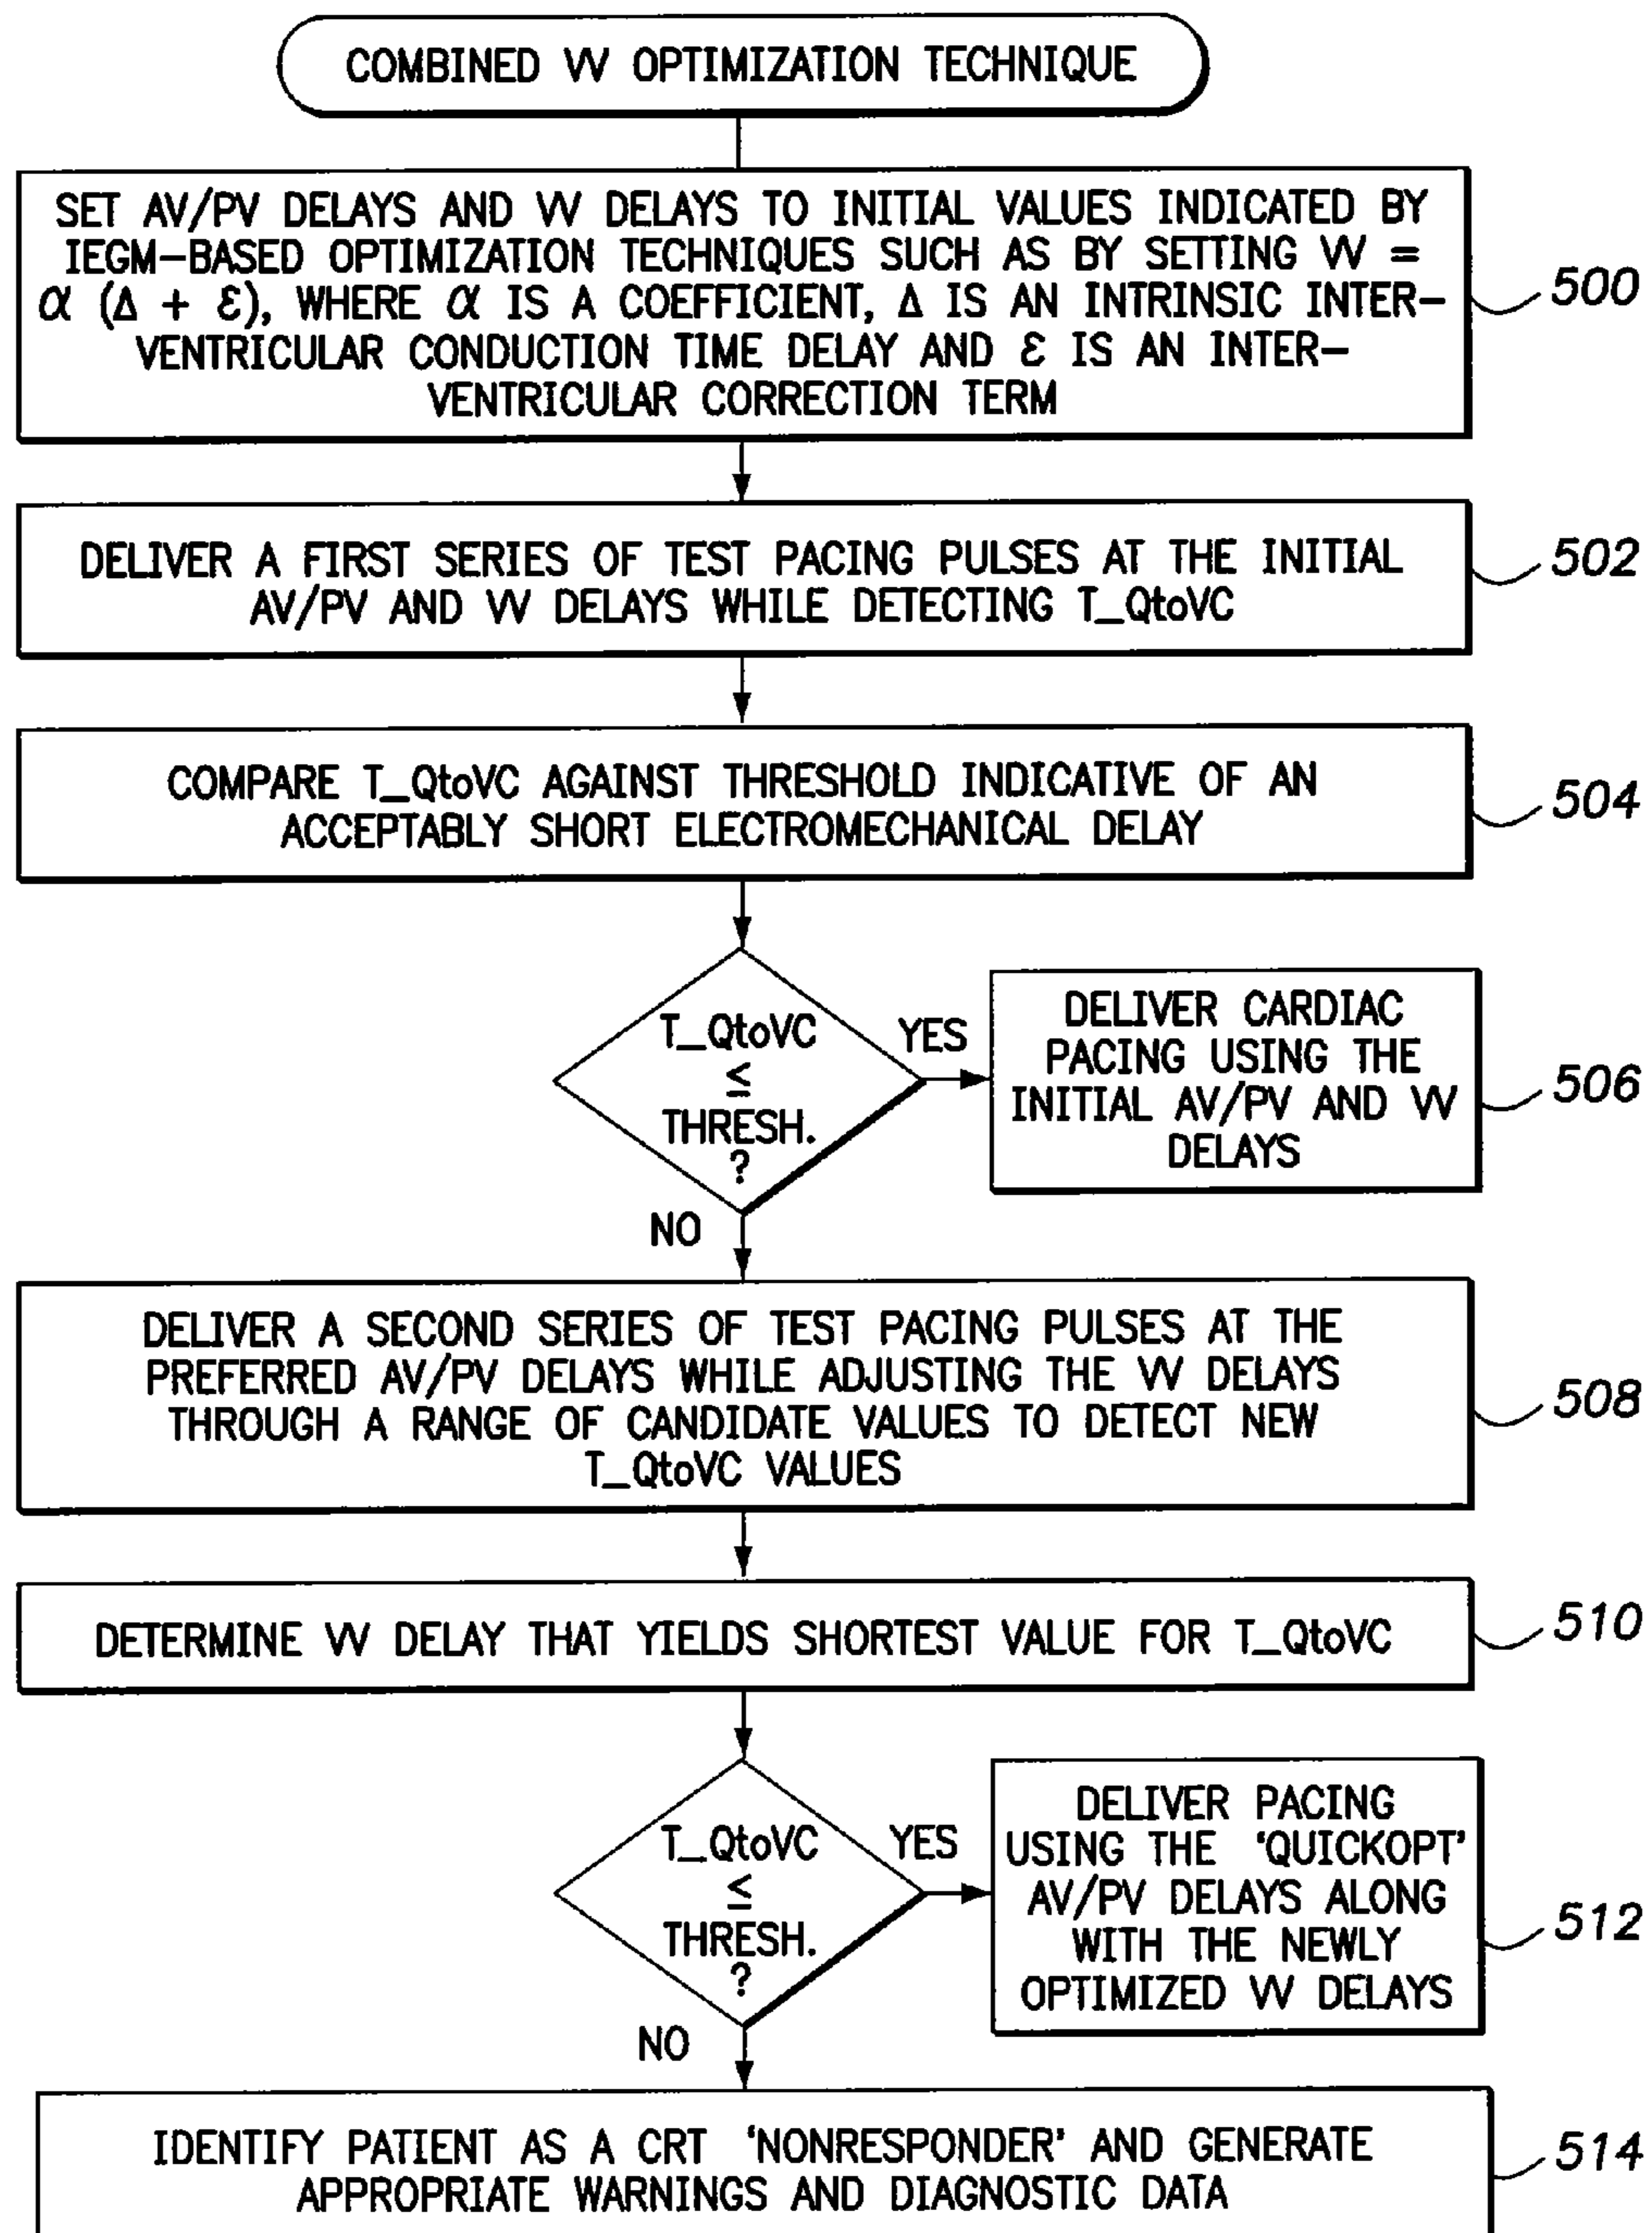 COMBINED VV OPTIMIZATION TECHNIQUE
SET AV/PV DELAYS AND VV DELAYS TO INITIAL VALUES INDICATED BY
IEGM-BASED OPTIMIZATION TECHNIQUES SUCH AS BY SETTING VV =
α (Δ + ε), WHERE α IS A COEFFICIENT, Δ IS AN INTRINSIC INTER-
VENTRICULAR CONDUCTION TIME DELAY AND ε IS AN INTER-
VENTRICULAR CORRECTION TERM
500
DELIVER A FIRST SERIES OF TEST PACING PULSES AT THE INITIAL
AV/PV AND VV DELAYS WHILE DETECTING T_QtoVC
502
COMPARE T_QtoVC AGAINST THRESHOLD INDICATIVE OF AN
ACCEPTABLY SHORT ELECTROMECHANICAL DELAY
504
T_QtoVC
≤
THRESH.
?
YES
DELIVER CARDIAC
PACING USING THE
INITIAL AV/PV AND VV
DELAYS
506
NO
DELIVER A SECOND SERIES OF TEST PACING PULSES AT THE
PREFERRED AV/PV DELAYS WHILE ADJUSTING THE VV DELAYS
THROUGH A RANGE OF CANDIDATE VALUES TO DETECT NEW
T_QtoVC VALUES
508
DETERMINE VV DELAY THAT YIELDS SHORTEST VALUE FOR T_QtoVC
510
T_QtoVC
≤
THRESH.
?
YES
DELIVER PACING
USING THE 'QUICKOPT'
AV/PV DELAYS ALONG
WITH THE NEWLY
OPTIMIZED VV DELAYS
512
NO
IDENTIFY PATIENT AS A CRT 'NONRESPONDER' AND GENERATE
APPROPRIATE WARNINGS AND DIAGNOSTIC DATA
514